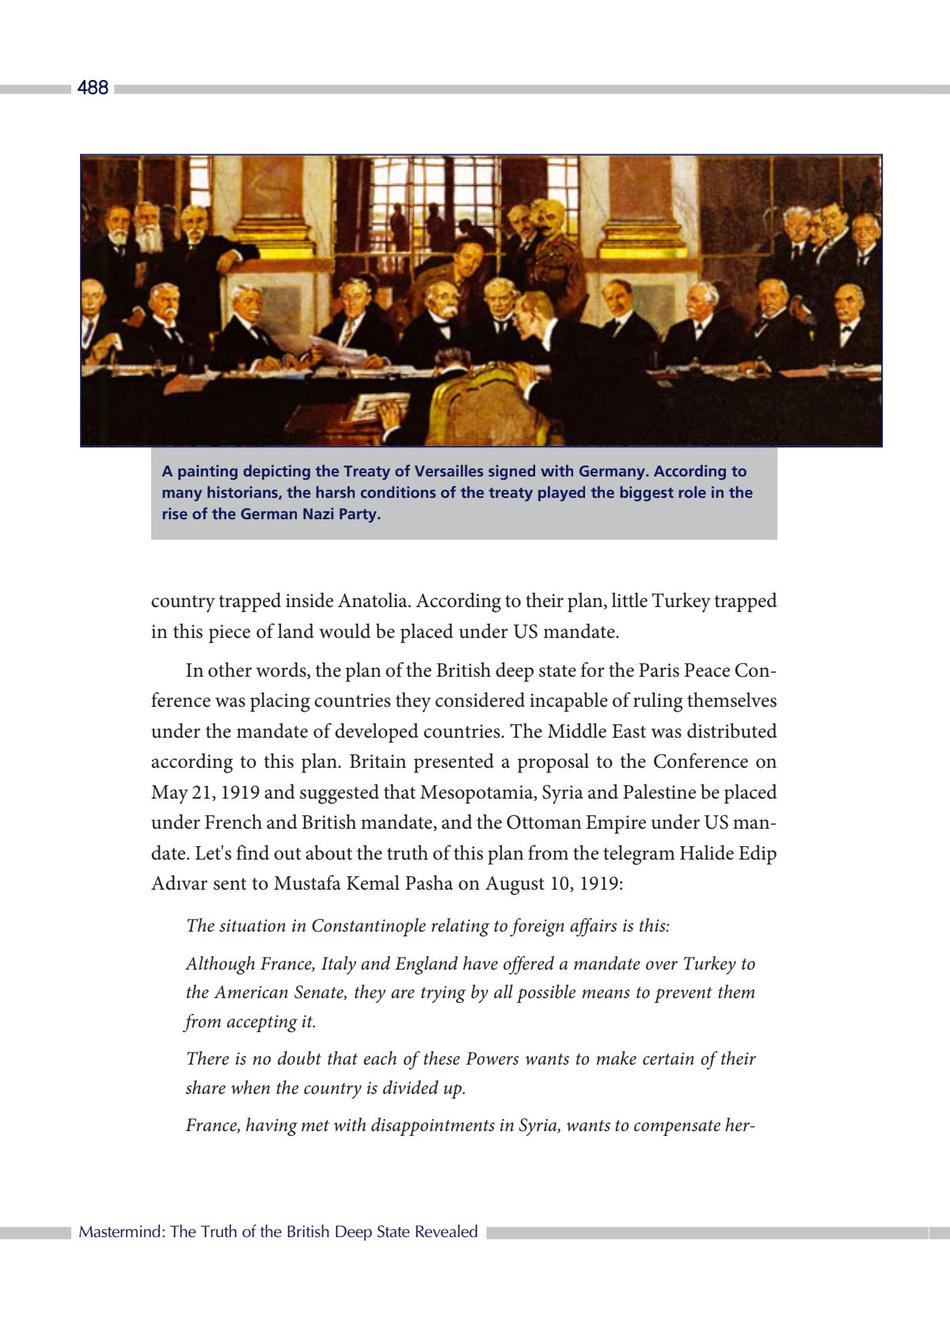 488
A painting depicting the Treaty of Versailles signed with Germany. According to
many historians, the harsh conditions of the treaty played the biggest role in the
rise of the German Nazi Party.
country trapped inside Anatolia. According to their plan, little Turkey trapped
in this piece of land would be placed under US mandate.
In other words, the plan of the British deep state for the Paris Peace Con-
ference was placing countries they considered incapable of ruling themselves
under the mandate of developed countries. The Middle East was distributed
according to this plan. Britain presented a proposal to the Conference on
May 21, 1919 and suggested that Mesopotamia, Syria and Palestine be placed
under French and British mandate, and the Ottoman Empire under US man-
date. Let's find out about the truth of this plan from the telegram Halide Edip
Adıvar sent to Mustafa Kemal Pasha on August 10, 1919:
The situation in Constantinople relating to foreign affairs is this:
Although France, Italy and England have offered a mandate over Turkey to
the American Senate, they are trying by all possible means to prevent them
from accepting it.
There is no doubt that each of these Powers wants to make certain of their
share when the country is divided up.
France, having met with disappointments in Syria, wants to compensate her-
Mastermind: The Truth of the British Deep State Revealed